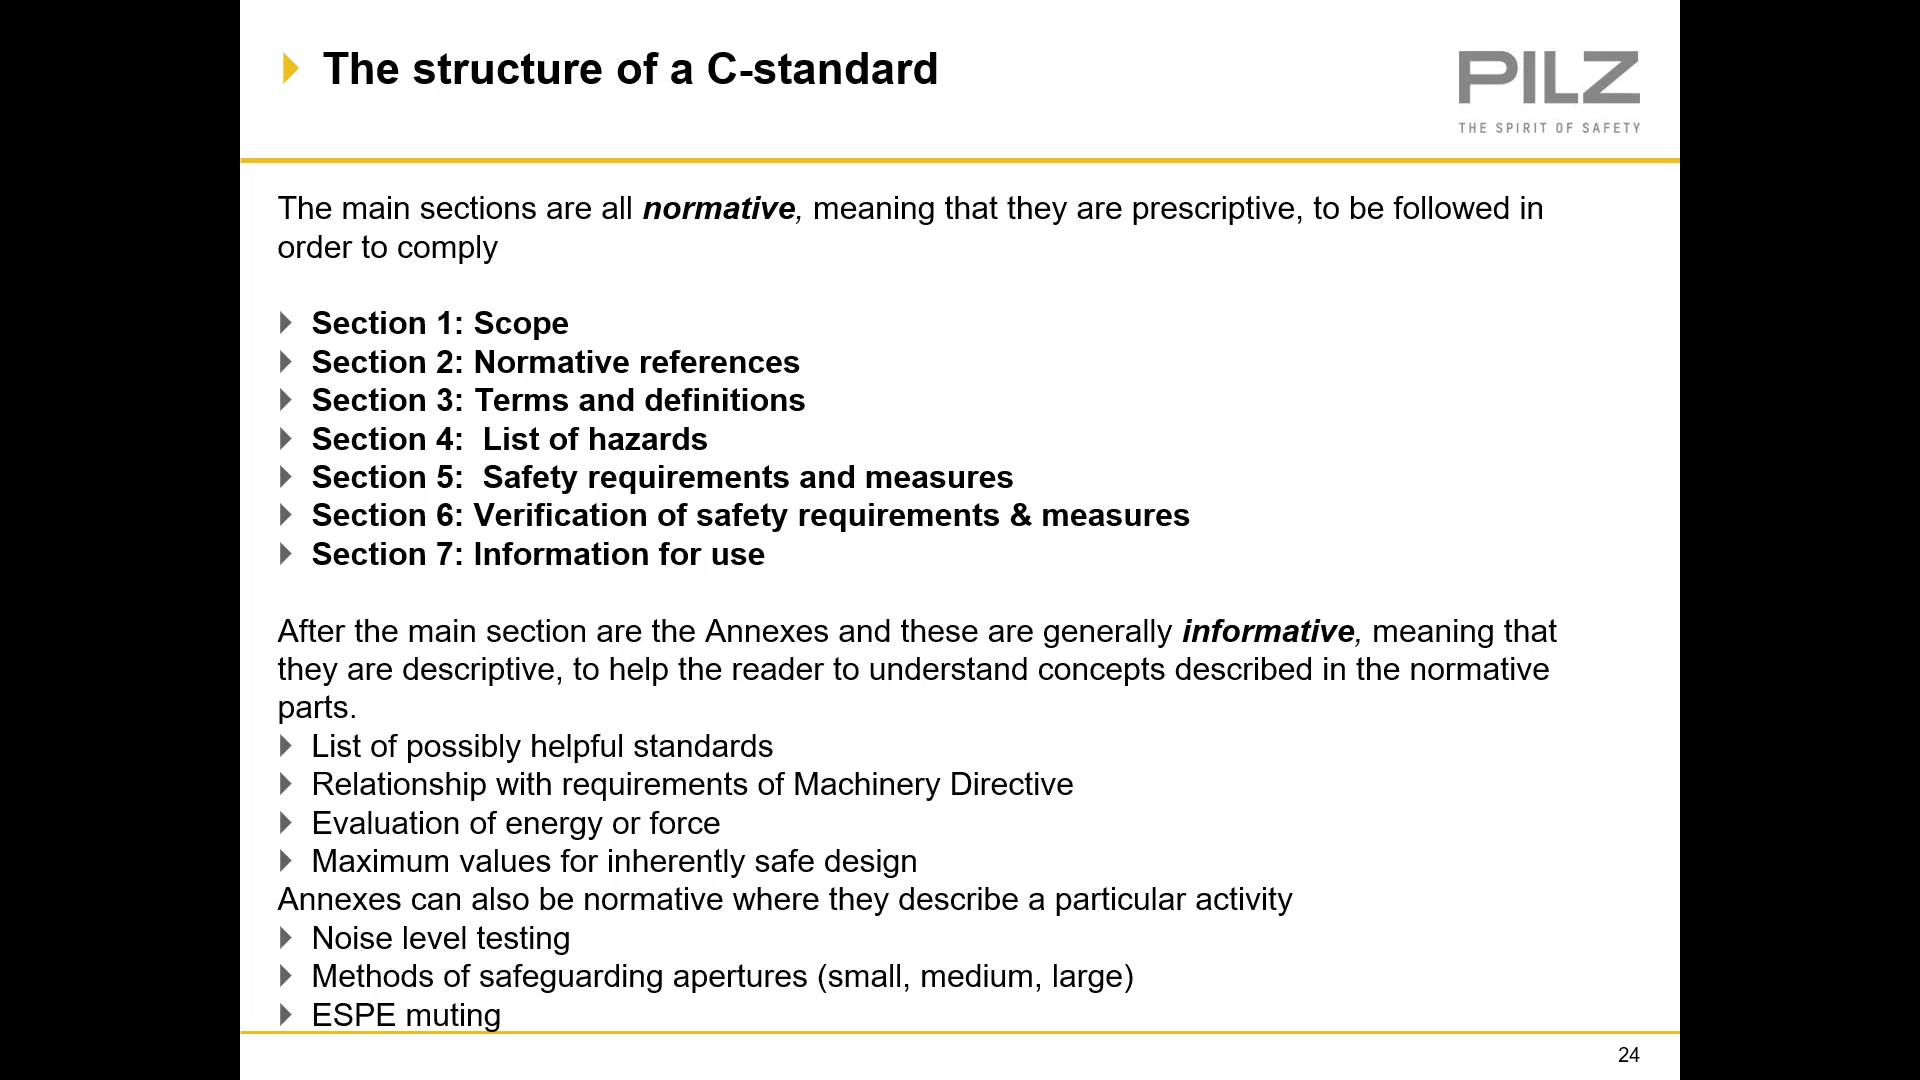 The structure of a C-standard
PILZ
THE SPIRIT OF SAFETY
The main sections are all normative, meaning that they are prescriptive, to be followed in
order to comply
Section 1: Scope
Section 2: Normative references
Section 3: Terms and definitions
Section 4:  List of hazards
Section 5:  Safety requirements and measures
Section 6: Verification of safety requirements & measures
Section 7: Information for use
After the main section are the Annexes and these are generally informative, meaning that
they are descriptive, to help the reader to understand concepts described in the normative
parts.
List of possibly helpful standards
Relationship with requirements of Machinery Directive
Evaluation of energy or force
Maximum values for inherently safe design
Annexes can also be normative where they describe a particular activity
Noise level testing
Methods of safeguarding apertures (small, medium, large)
ESPE muting
24